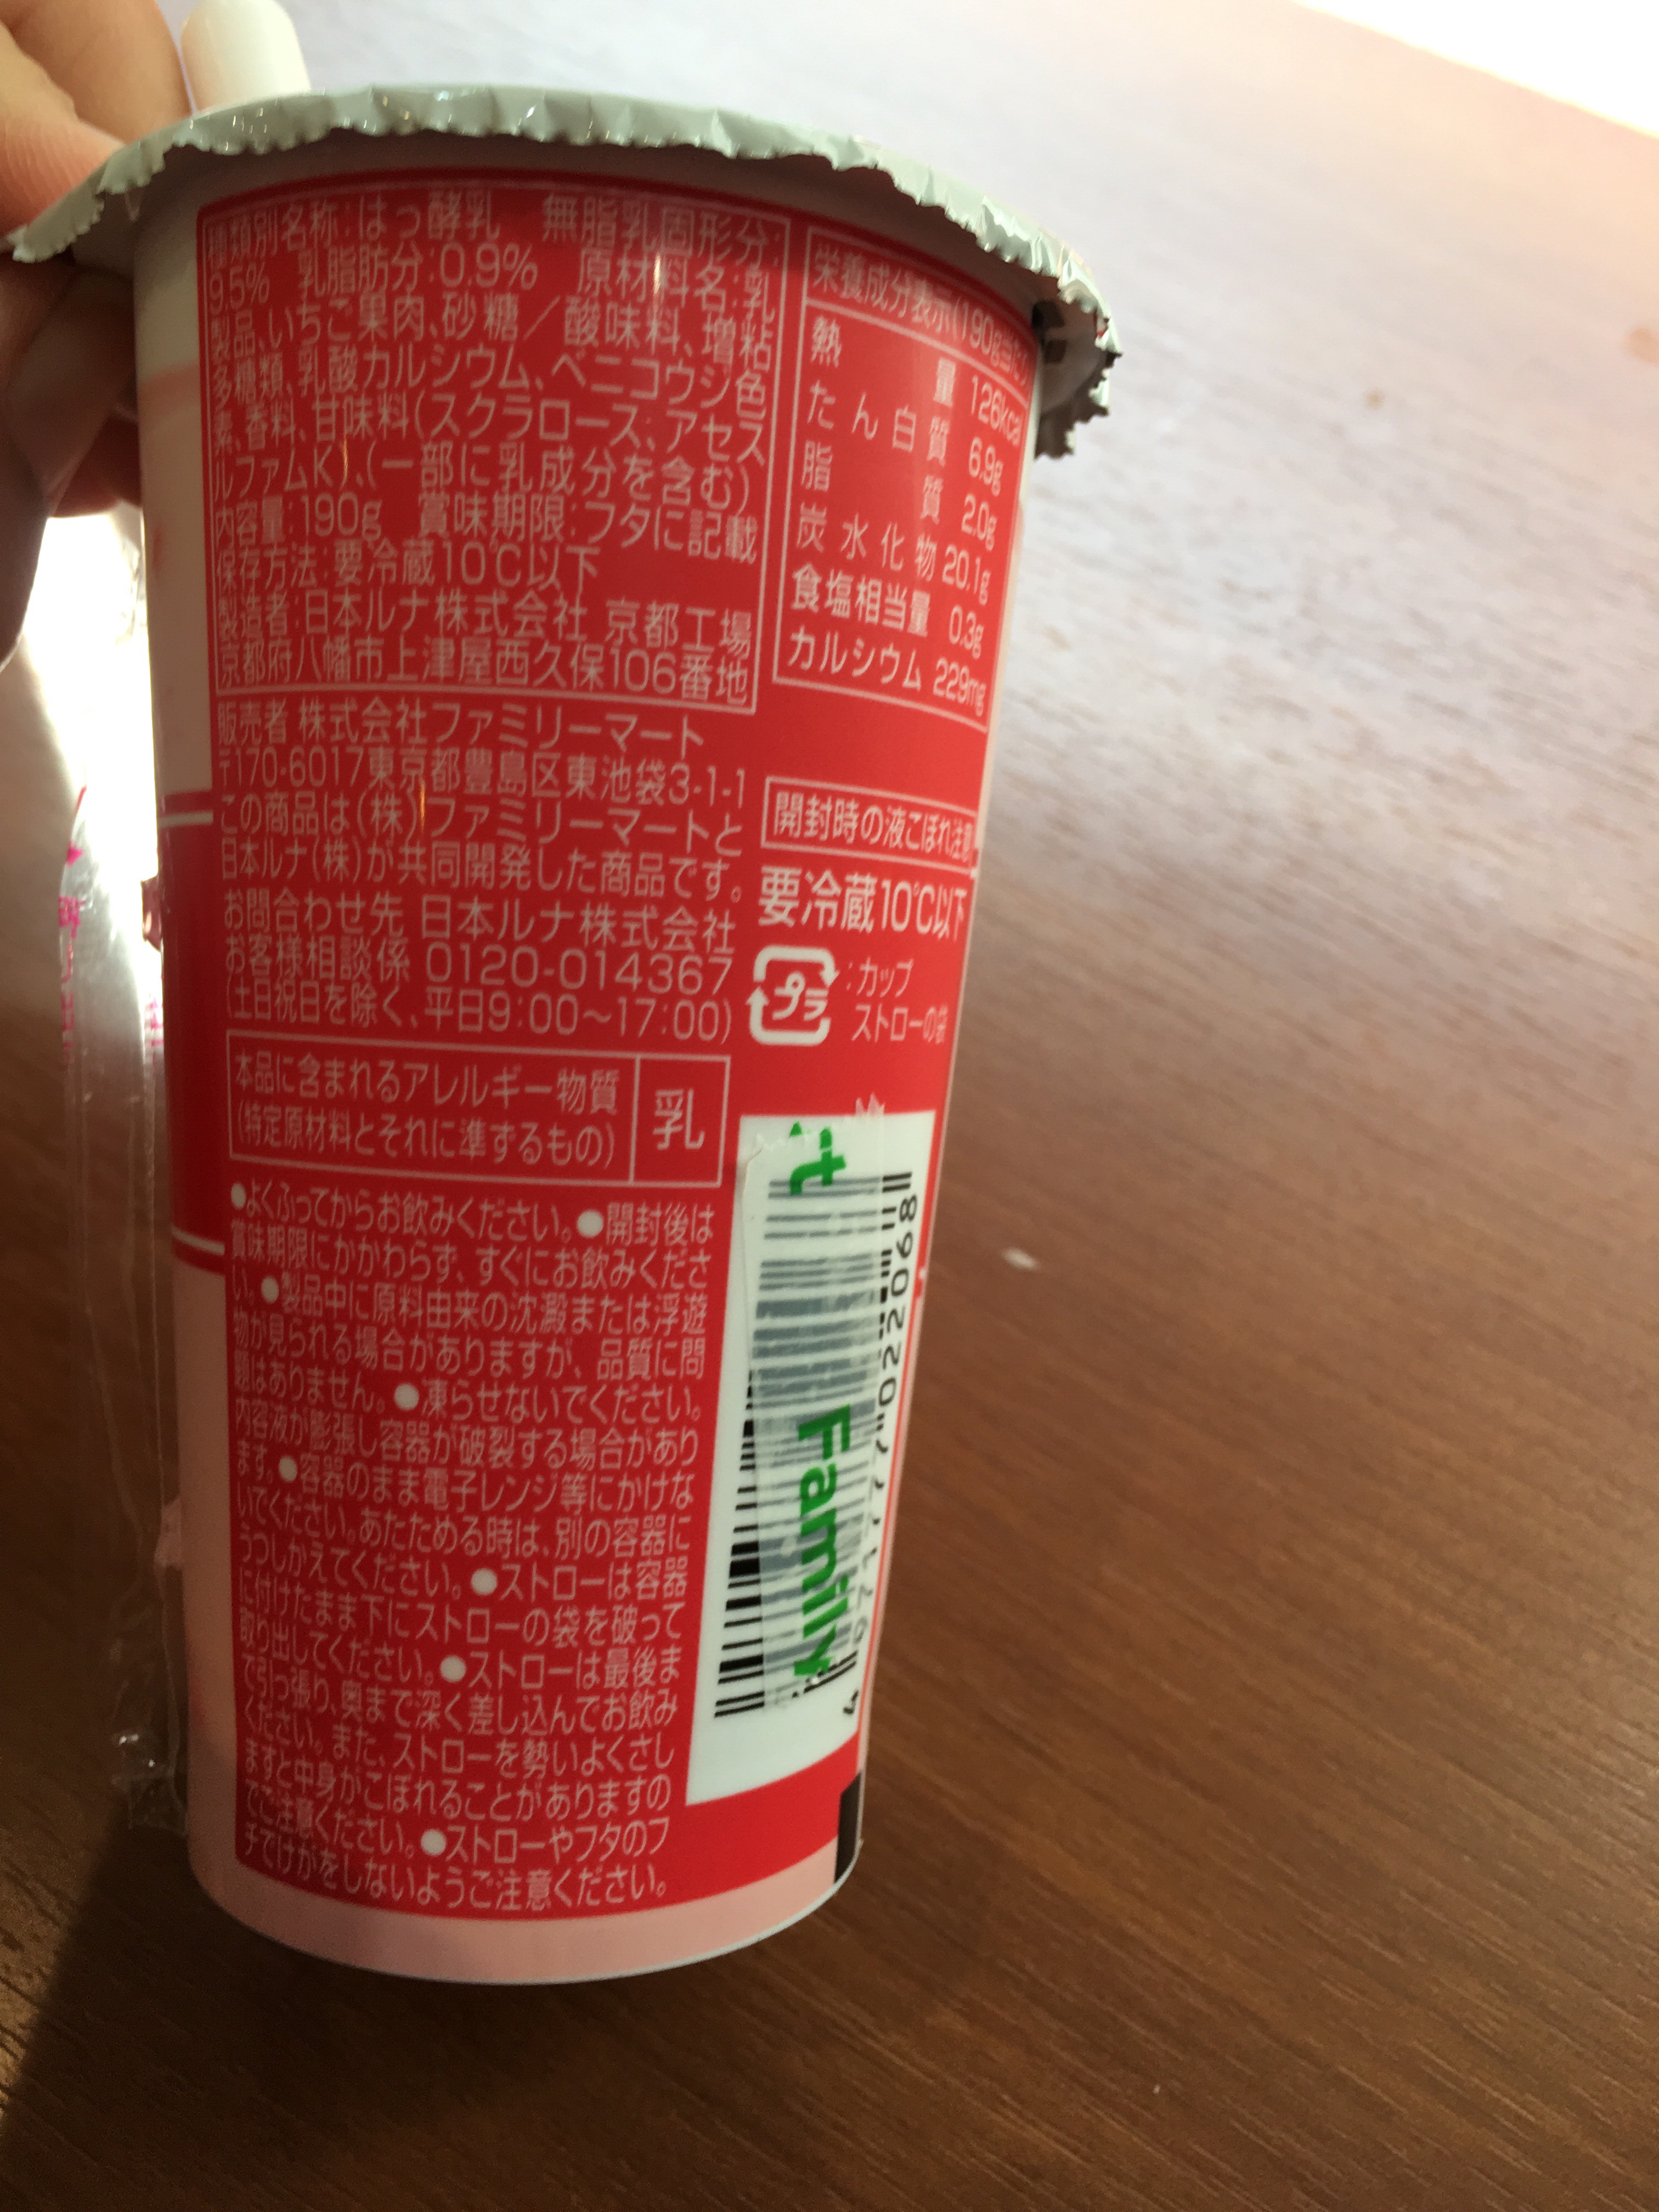 種類別名称:はっ酵乳 無脂乳固形分:
9.5% 乳脂肪分:0.9% 原材料名:乳
製品、いちご果肉、砂糖/酸味料、増粘
多糖類、乳酸カルシウム、ベニコウジ色
素、香料、甘味料(スクラロース、アセス
ルファムK)、(一部に乳成分を含む)
内容量:190g 賞味期限:フタに記載
保存方法:要冷蔵10℃以下
製造者:日本ルナ株式会社 京都工場
京都府八幡市上津屋西久保106番地
販売者 株式会社ファミリーマート
〒170-6017東京都豊島区東池袋3-1-1
この商品は(株)ファミリーマートと
日本ルナ(株)が共同開発した商品です。
お問合わせ先 日本ルナ株式会社
お客様相談係 0120-014367
(土日祝日を除く、平日9:00~17:00)
本品に含まれるアレルギー物質
(特定原材料とそれに準ずるもの)
乳
●よくふってからお飲みください。●開封後は
賞味期限にかかわらず、すぐにお飲みくださ
い。●製品中に原料由来の沈澱または浮遊
物が見られる場合がありますが、品質に問
題はありません。●凍らせないでください。
内容液が膨張し容器が破裂する場合があり
ます。●容器のまま電子レンジ等にかけな
いでください。あたためる時は、別の容器に
うつしかえてください。●ストローは容器
に付けたまま下にストローの袋を破って
取り出してください。●ストローは最後ま
で引っ張り、奥まで深く差し込んでお飲み
ください。また、ストローを勢いよくさし
ますと中身がこぼれることがありますの
でご注意ください。●ストローやフタのフ
チでけがをしないようご注意ください。
栄養成分表示(190g当り)
熱量 126kcal
たん白質 6.9g
脂質 2.0g
炭水化物 20.1g
食塩相当量 0.3g
カルシウム 229mg
開封時の液こぼれ注意
要冷蔵10℃以下
プラ :カップ
ストローの袋
Family